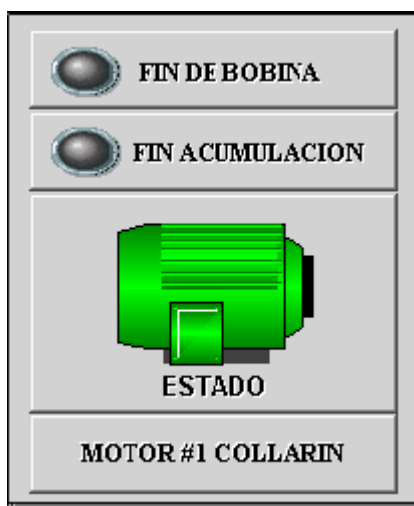 FIN DE BOBINA
FIN ACUMULACION
ESTADO
MOTOR #1 COLLARIN